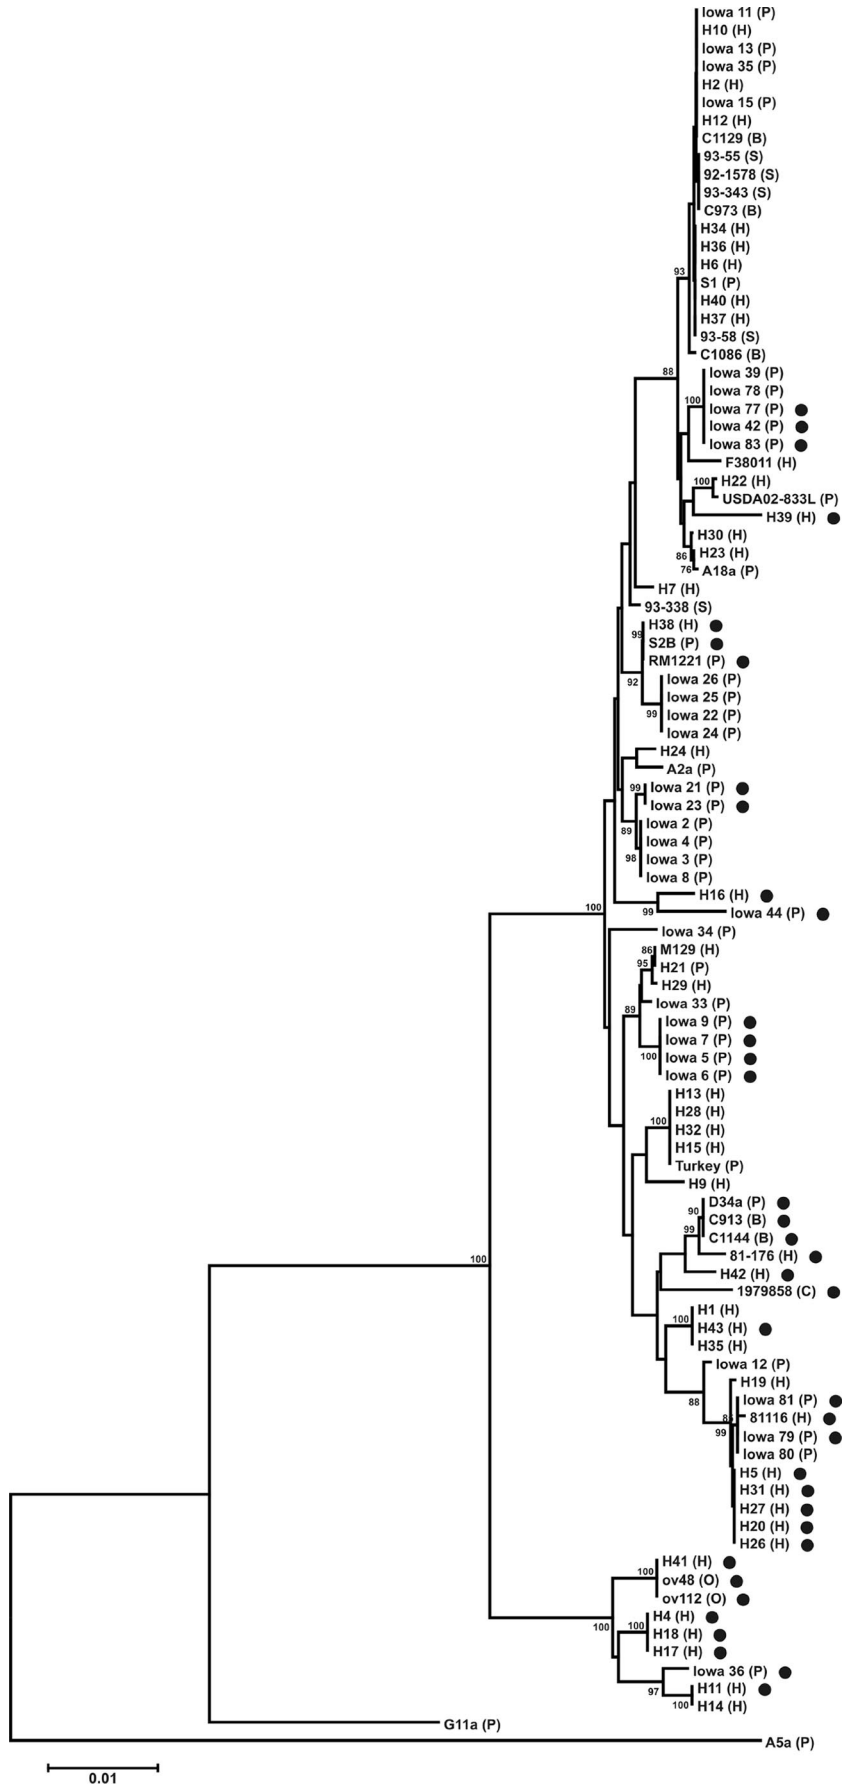 Iowa 11 (P)
H10 (H)
Iowa 13 (P)
Iowa 35 (P)
H2 (H)
Iowa 15 (P)
H12 (H)
C1129 (B)
93-55 (S)
92-1578 (S)
93-343 (S)
C973 (B)
H34 (H)
H36 (H)
H6 (H)
93
S1 (P)
H40 (H)
H37 (H)
93-58 (S)
C1086 (B)
88
Iowa 39 (P)
Iowa 78 (P)
100
Iowa 77 (P)
Iowa 42 (P)
Iowa 83 (P)
F38011 (H)
100
H22 (H)
USDA02-833L (P)
H39 (H)
H30 (H)
86
H23 (H)
76
A18a (P)
H7 (H)
93-338 (S)
H38 (H)
99
S2B (P)
RM1221 (P)
92
Iowa 26 (P)
Iowa 25 (P)
99
Iowa 22 (P)
Iowa 24 (P)
H24 (H)
A2a (P)
99
Iowa 21 (P)
Iowa 23 (P)
89
Iowa 2 (P)
Iowa 4 (P)
98
Iowa 3 (P)
Iowa 8 (P)
H16 (H)
100
99
Iowa 44 (P)
Iowa 34 (P)
86
M129 (H)
95
H21 (P)
H29 (H)
Iowa 33 (P)
89
Iowa 9 (P)
Iowa 7 (P)
100
Iowa 5 (P)
Iowa 6 (P)
H13 (H)
H28 (H)
100
H32 (H)
H15 (H)
Turkey (P)
H9 (H)
D34a (P)
90
C913 (B)
99
C1144 (B)
81-176 (H)
100
H42 (H)
1979858 (C)
H1 (H)
100
H43 (H)
H35 (H)
Iowa 12 (P)
H19 (H)
88
Iowa 81 (P)
81116 (H)
99
Iowa 79 (P)
Iowa 80 (P)
H5 (H)
H31 (H)
H27 (H)
H20 (H)
H26 (H)
H41 (H)
100
ov48 (O)
ov112 (O)
H4 (H)
100
100
H18 (H)
H17 (H)
Iowa 36 (P)
97
H11 (H)
100
H14 (H)
G11a (P)
A5a (P)
0.01